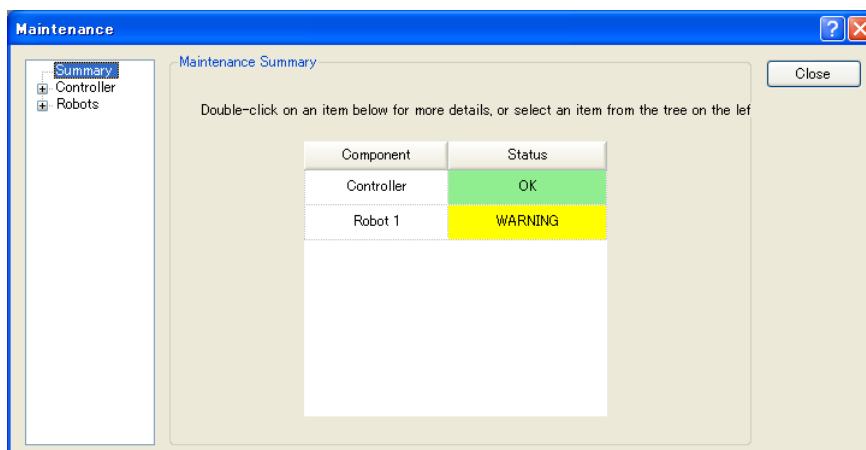 Maintenance
Summary
Controller
Robots
Maintenance Summary
Close
Double-click on an item below for more details, or select an item from the tree on the lef
Component Status
Controller OK
Robot 1 WARNING